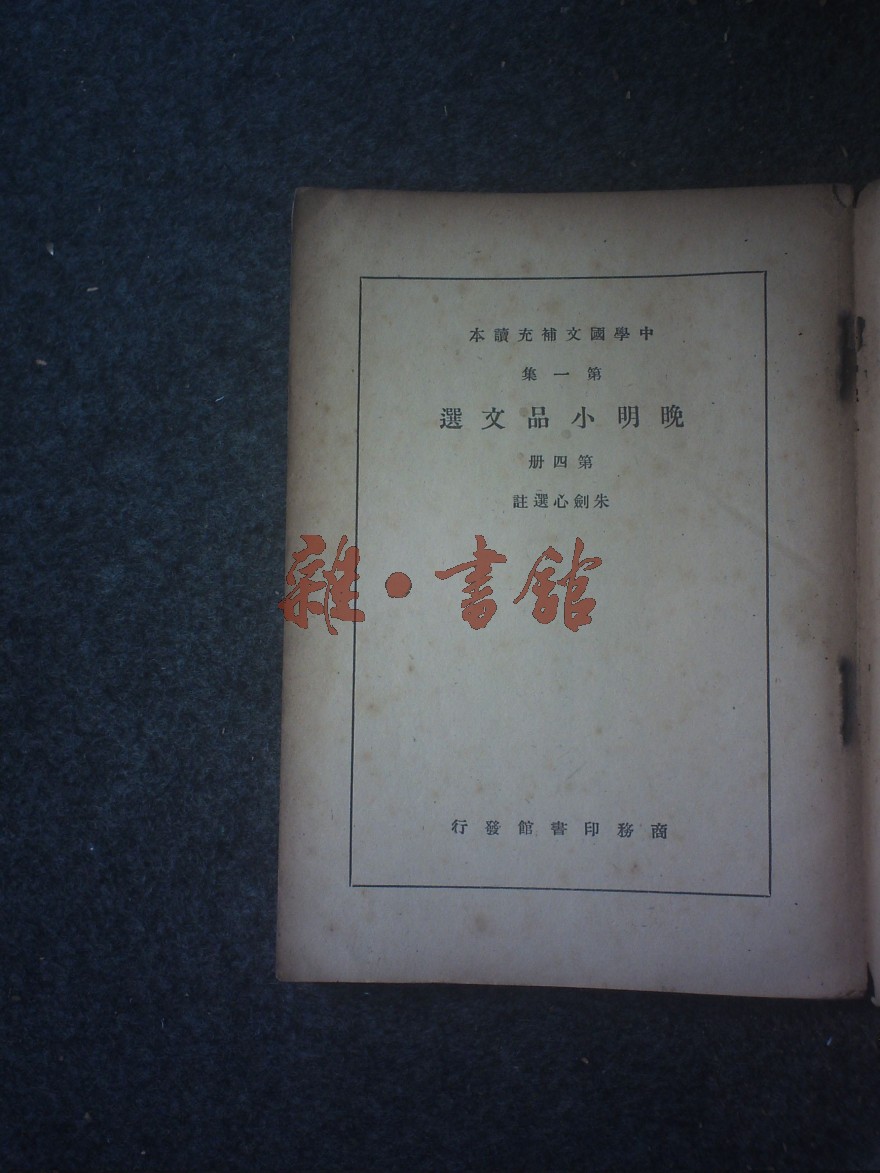 中學國文補充讀本
第一集
晚明小品文選
第四册
朱劍心選註
雜·書館
商務印書館發行